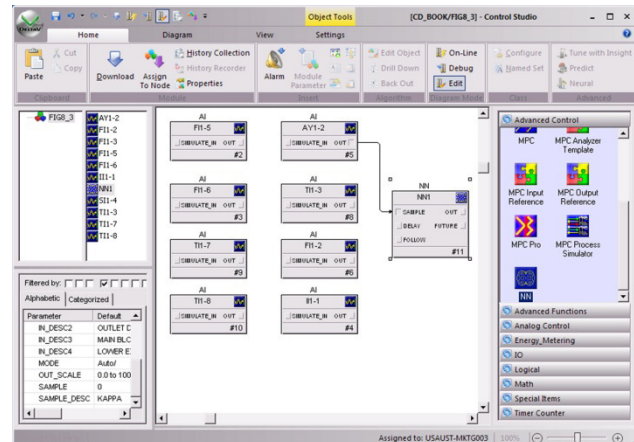 Object Tools
[CD_BOOK/FIG8_3] - Control Studio
Home
Diagram
View
Settings
Paste
Cut
Copy
Download
Assign To Node
History Collection
History Recorder
Properties
Alarm
Module Parameter
Edit Object
Drill Down
Back Out
On-Line
Debug
Edit
Configure
Named Set
Tune with Insight
Predict
Neural
Clipboard
Module
Insert
Algorithm
Diagram Mode
Class
Advanced
FIG8_3
AY1-2
FI1-2
FI1-3
FI1-5
FI1-6
II1-1
NN1
SI1-4
TI1-3
TI1-7
TI1-8
Filtered by:
Alphabetic
Categorized
Parameter Default
IN_DESC2 OUTLET D
IN_DESC3 MAIN BLC
IN_DESC4 LOWER E
MODE Auto/
OUT_SCALE 0.0 to 100
SAMPLE 0
SAMPLE_DESC KAPPA
AI
FI1-5
SIMULATE_IN OUT
#2
AI
AY1-2
SIMULATE_IN OUT
#5
AI
FI1-6
SIMULATE_IN OUT
#3
AI
TI1-3
SIMULATE_IN OUT
#8
NN
NN1
SAMPLE OUT
DELAY FUTURE
FOLLOW
#11
AI
TI1-7
SIMULATE_IN OUT
#9
AI
FI1-2
SIMULATE_IN OUT
#6
AI
TI1-8
SIMULATE_IN OUT
#10
AI
II1-1
SIMULATE_IN OUT
#4
Advanced Control
MPC
MPC Analyzer
Template
MPC Input
Reference
MPC Output
Reference
MPC Pro
MPC Process
Simulator
NN
Advanced Functions
Analog Control
Energy_Metering
IO
Logical
Math
Special Items
Timer Counter
Assigned to: USAUST-MKTG003
100%